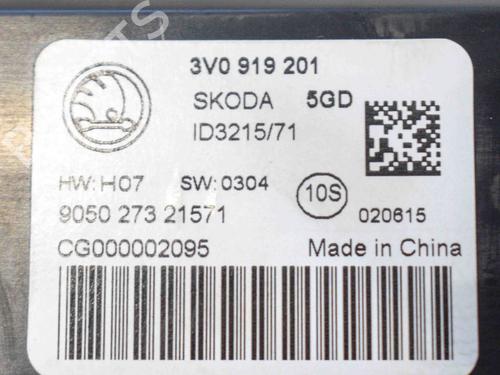 3V0 919 201
SKODA 5GD
ID3215/71
HW: H07 SW: 0304 10S
020615
9050 273 21571
CG000002095 Made in China